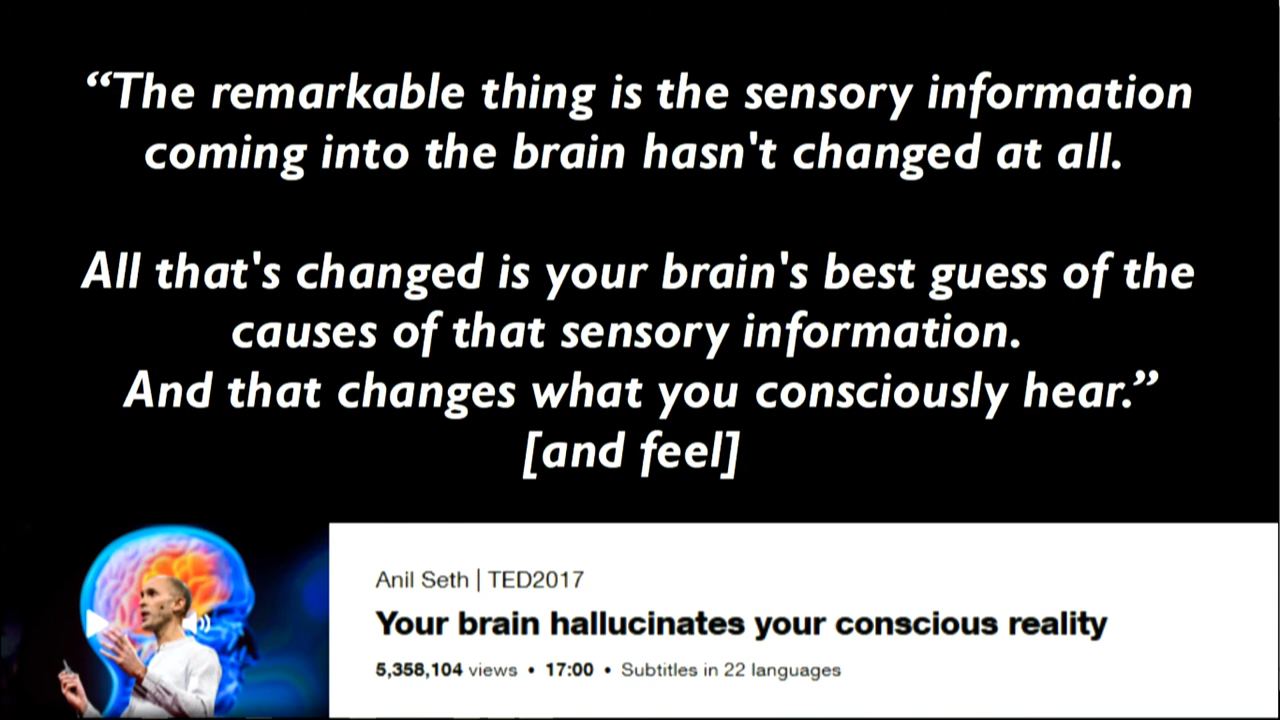 “The remarkable thing is the sensory information
coming into the brain hasn't changed at all.
All that's changed is your brain's best guess of the
causes of that sensory information.
And that changes what you consciously hear.”
[and feel]
Anil Seth | TED2017
Your brain hallucinates your conscious reality
5,358,104 views • 17:00 • Subtitles in 22 languages